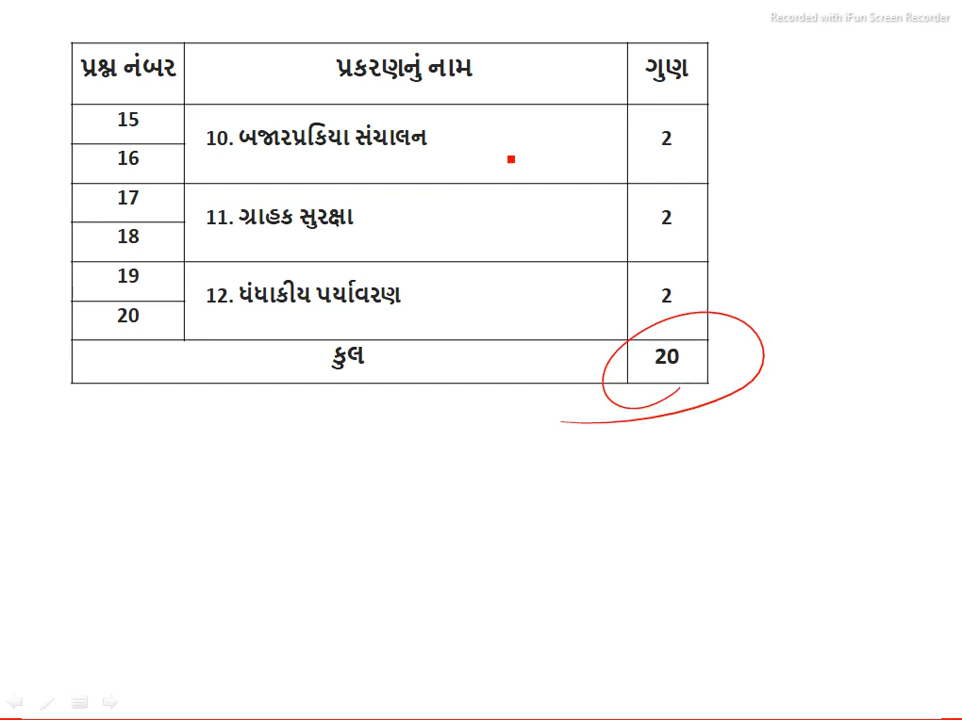 Recorded with iFun Screen Recorder
પ્રશ્ન નંબર પ્રકરણનું નામ ગુણ
15
10. બજારપ્રકિયા સંચાલન 2
16
17
11. ગ્રાહક સુરક્ષા 2
18
19
12. ધંધાકીય પર્યાવરણ 2
20
કુલ 20